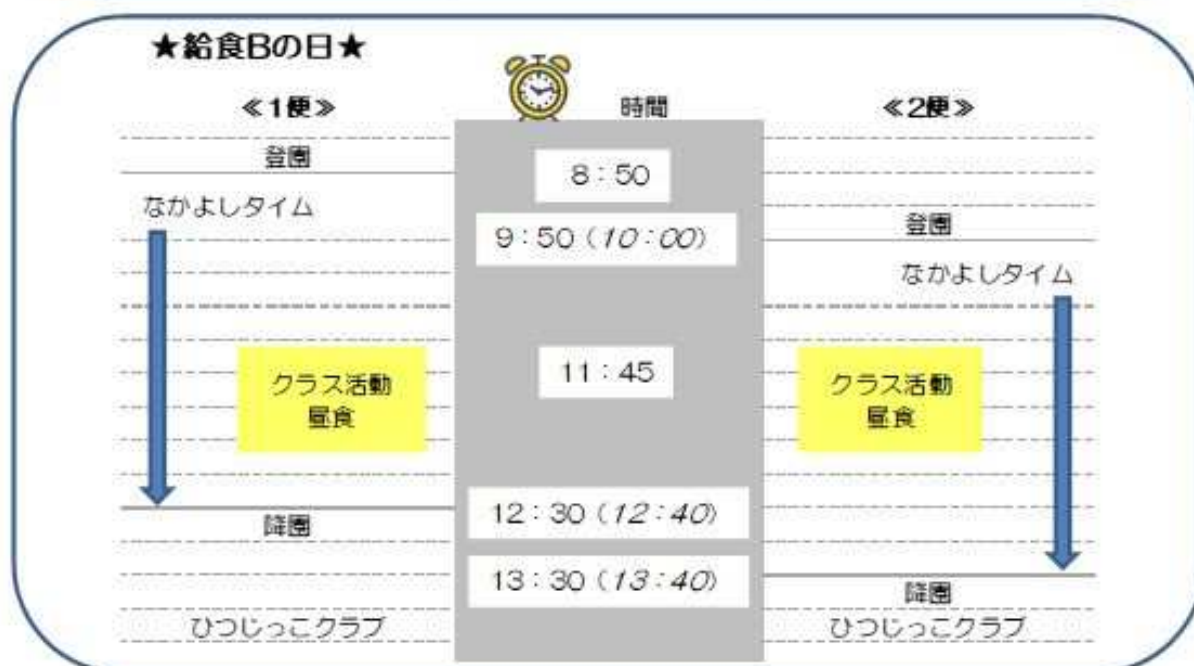 ★給食Bの日★
≪1便≫ 時間 ≪2便≫
登園
8:50
なかよしタイム
9:50(10:00) 登園
なかよしタイム
クラス活動 11:45 クラス活動
昼食 昼食
12:30(12:40)
降園
13:30(13:40)
降園
ひつじっこクラブ ひつじっこクラブ